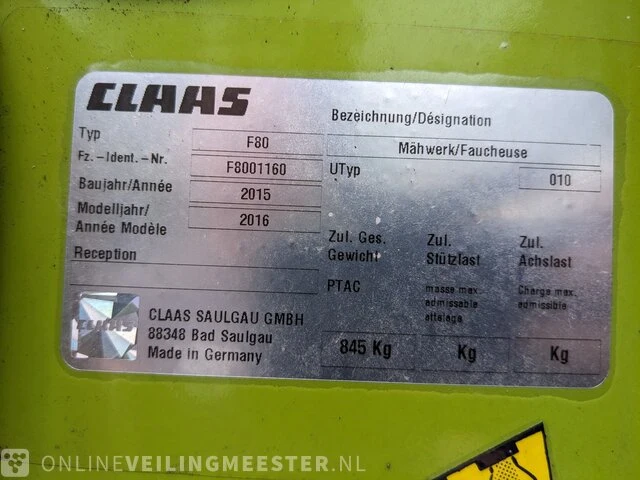 CLAAS
Bezeichnung/Désignation
Typ F80 Mähwerk/Faucheuse
Fz.-Ident.-Nr. F8001160 UTyp 010
Baujahr/Année 2015
Modelljahr/
Année Modèle 2016
Reception
Zul. Ges.
Gewicht
Zul.
Stützlast
Zul.
Achslast
PTAC
masse max.
admissable
attelage
Charge max.
admissible
845 Kg Kg Kg
CLAAS
CLAAS SAULGAU GMBH
88348 Bad Saulgau
Made in Germany
ONLINEVEILINGMEESTER.NL